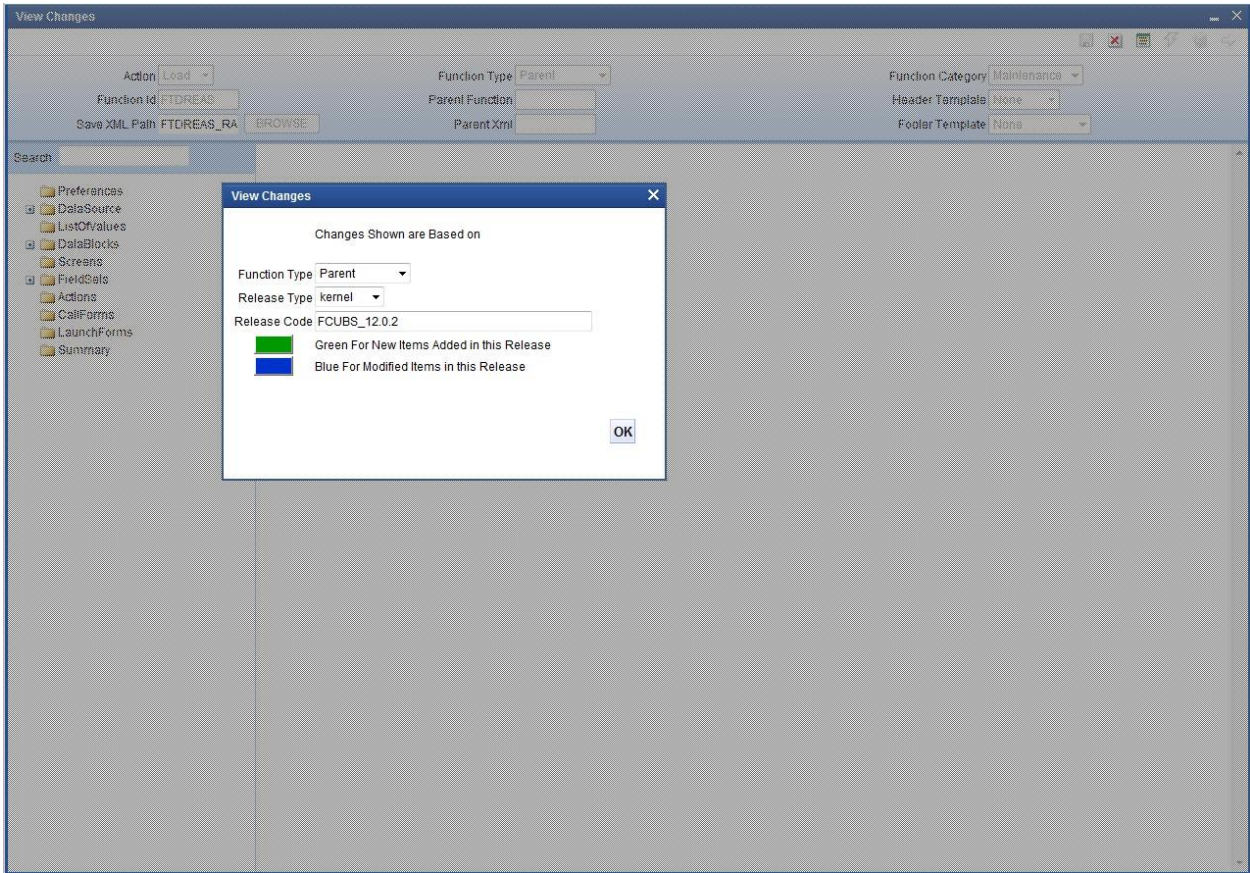 View Changes
Action Load Function Type Parent Function Category Maintenance
Function Id FTDREAS Parent Function Header Template None
Save XML Path FTDREAS_RA BROWSE Parent Xml Footer Template None
Search
Preferences
DataSource
ListOfValues
DataBlocks
Screens
FieldSets
Actions
CallForms
LaunchForms
Summary
View Changes
Changes Shown are Based on
Function Type Parent
Release Type kernel
Release Code FCUBS_12.0.2
Green For New Items Added in this Release
Blue For Modified Items in this Release
OK